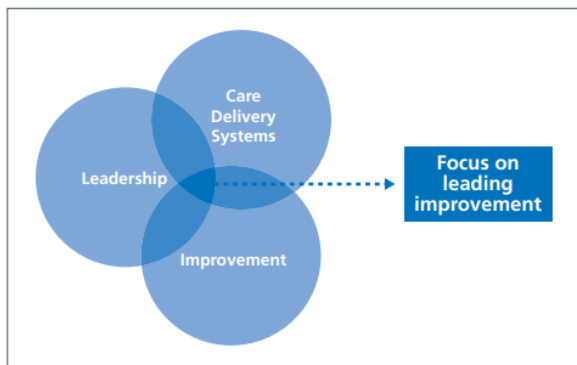 Care
Delivery
Systems
Leadership
Focus on
leading
improvement
Improvement